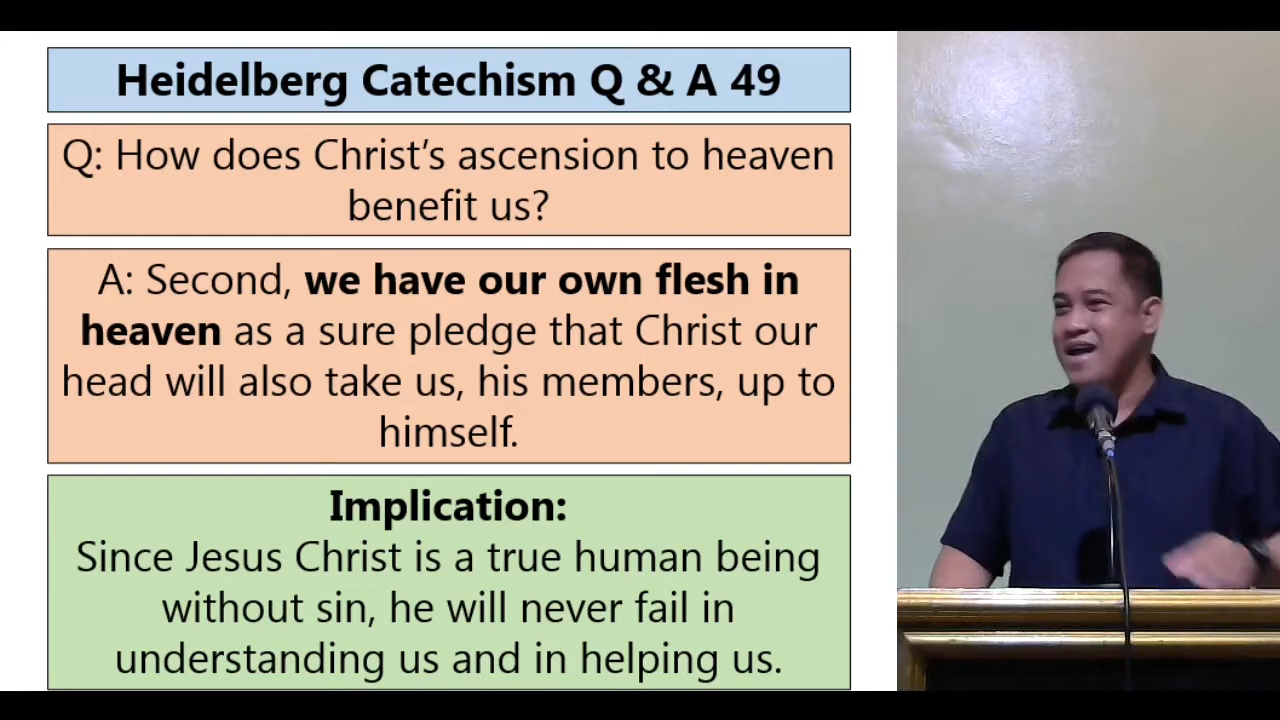 Heidelberg Catechism Q & A 49
Q: How does Christ’s ascension to heaven
benefit us?
A: Second, we have our own flesh in
heaven as a sure pledge that Christ our
head will also take us, his members, up to
himself.
Implication:
Since Jesus Christ is a true human being
without sin, he will never fail in
understanding us and in helping us.